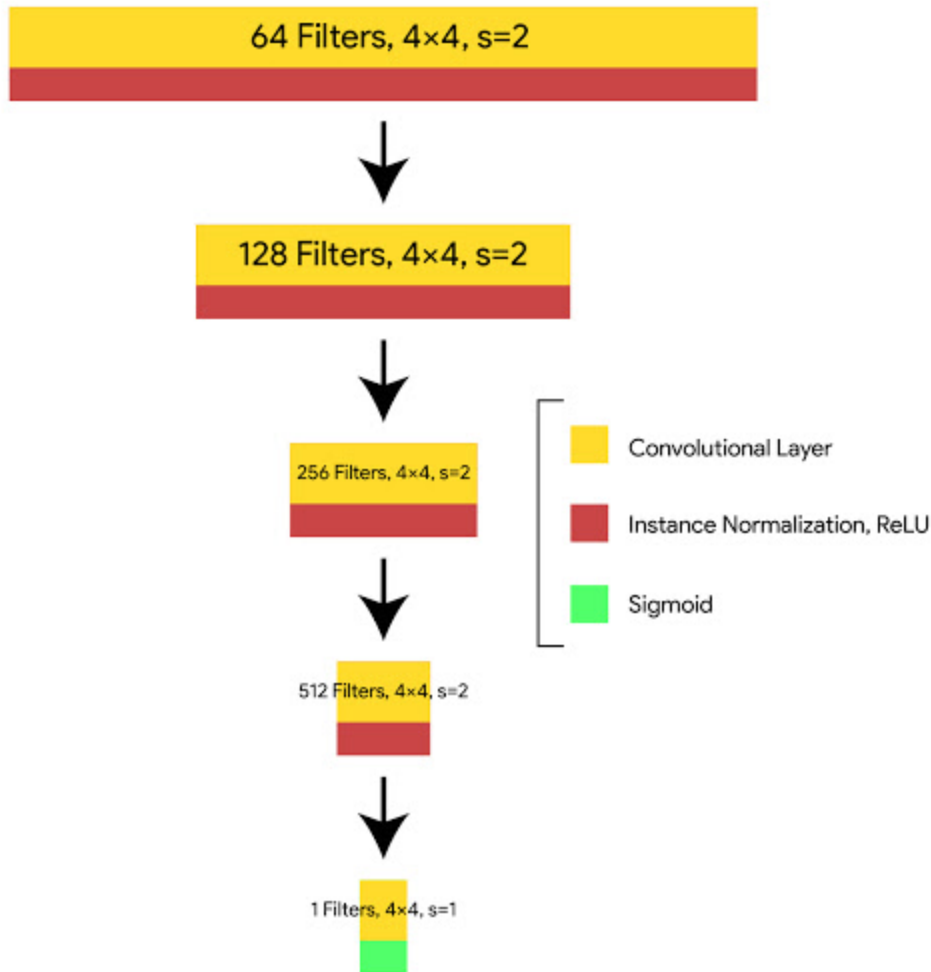 64 Filters, 4×4, s=2
128 Filters, 4×4, s=2
256 Filters, 4×4, s=2
Convolutional Layer
Instance Normalization, ReLU
Sigmoid
512 Filters, 4×4, s=2
1 Filters, 4×4, s=1